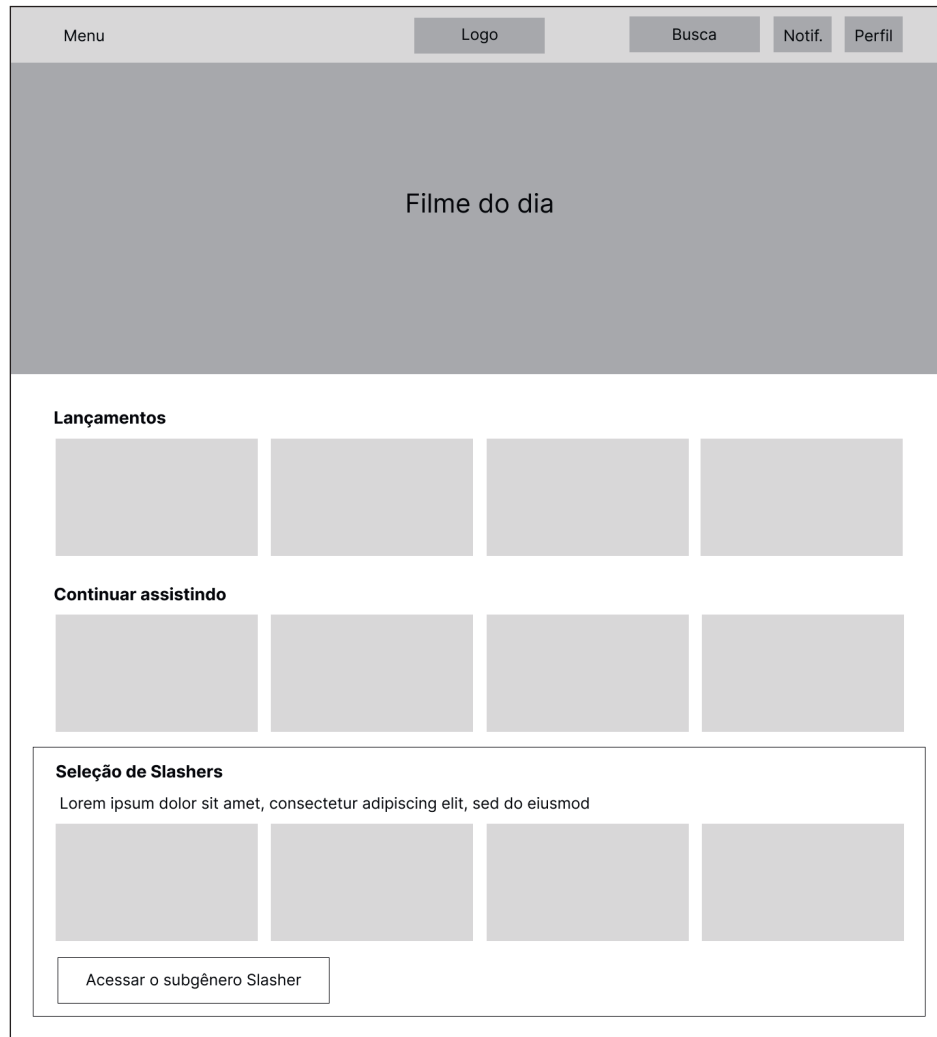 Menu
Logo
Busca
Notif.
Perfil
Filme do dia
Lançamentos
Continuar assistindo
Seleção de Slashers
Lorem ipsum dolor sit amet, consectetur adipiscing elit, sed do eiusmod
Acessar o subgênero Slasher